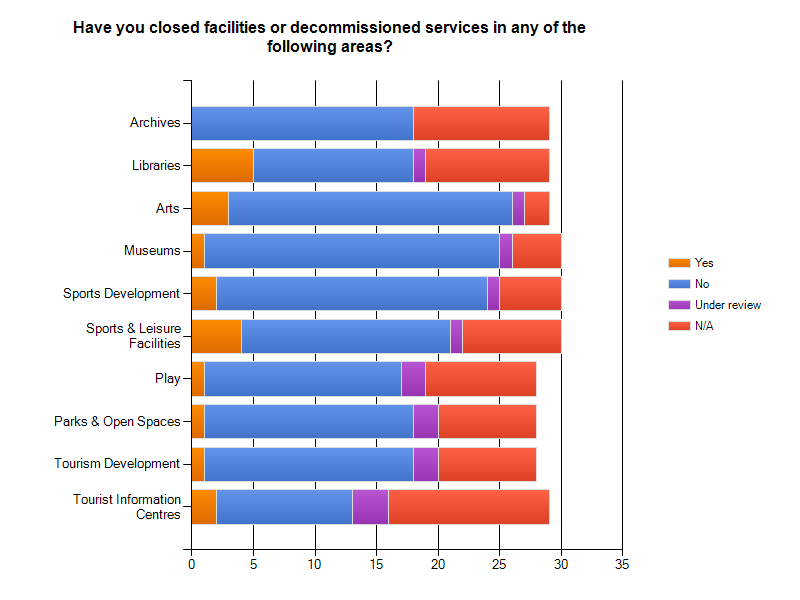 Have you closed facilities or decommissioned services in any of the
following areas?
Archives
Libraries
Arts
Museums
Sports Development
Sports & Leisure
Facilities
Play
Parks & Open Spaces
Tourism Development
Tourist Information
Centres
0 5 10 15 20 25 30 35
Yes
No
Under review
N/A